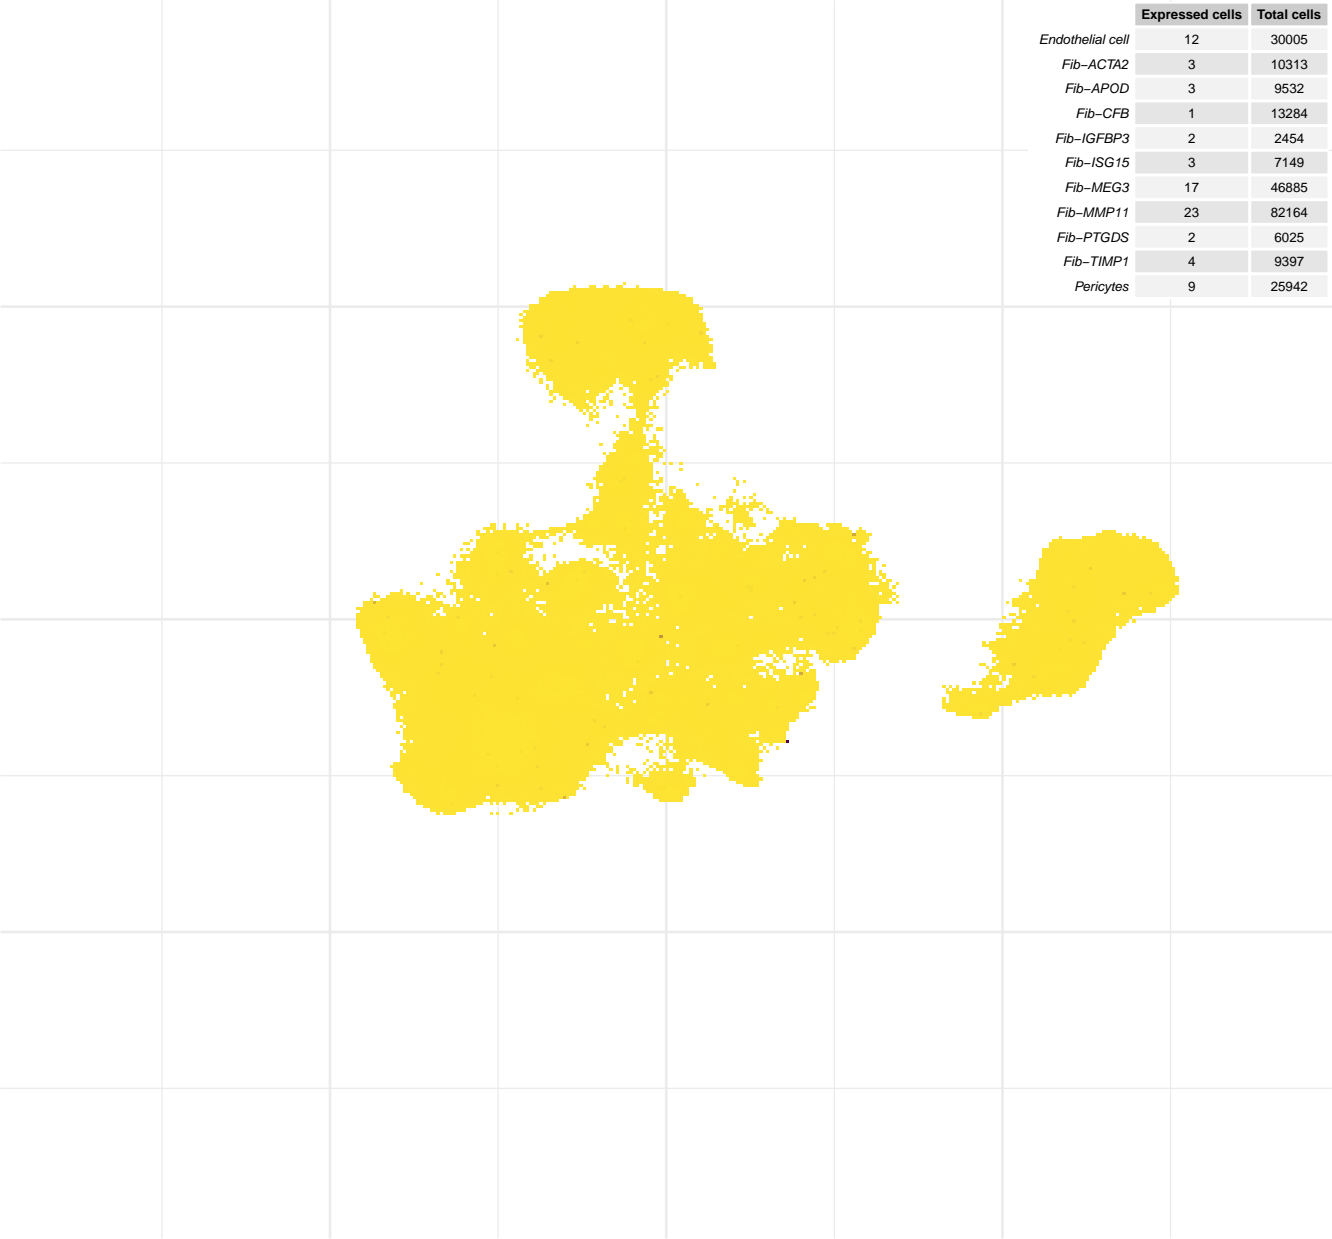 Expressed cells Total cells
Endothelial cell 12 30005
Fib−ACTA2 3 10313
Fib−APOD 3 9532
Fib−CFB 1 13284
Fib−IGFBP3 2 2454
Fib−ISG15 3 7149
Fib−MEG3 17 46885
Fib−MMP11 23 82164
Fib−PTGDS 2 6025
Fib−TIMP1 4 9397
Pericytes 9 25942